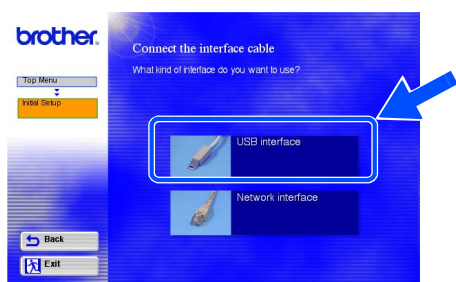 brother.
Top Menu
Initial Setup
Connect the interface cable
What kind of interface do you want to use?
USB interface
Network interface
Back
Exit